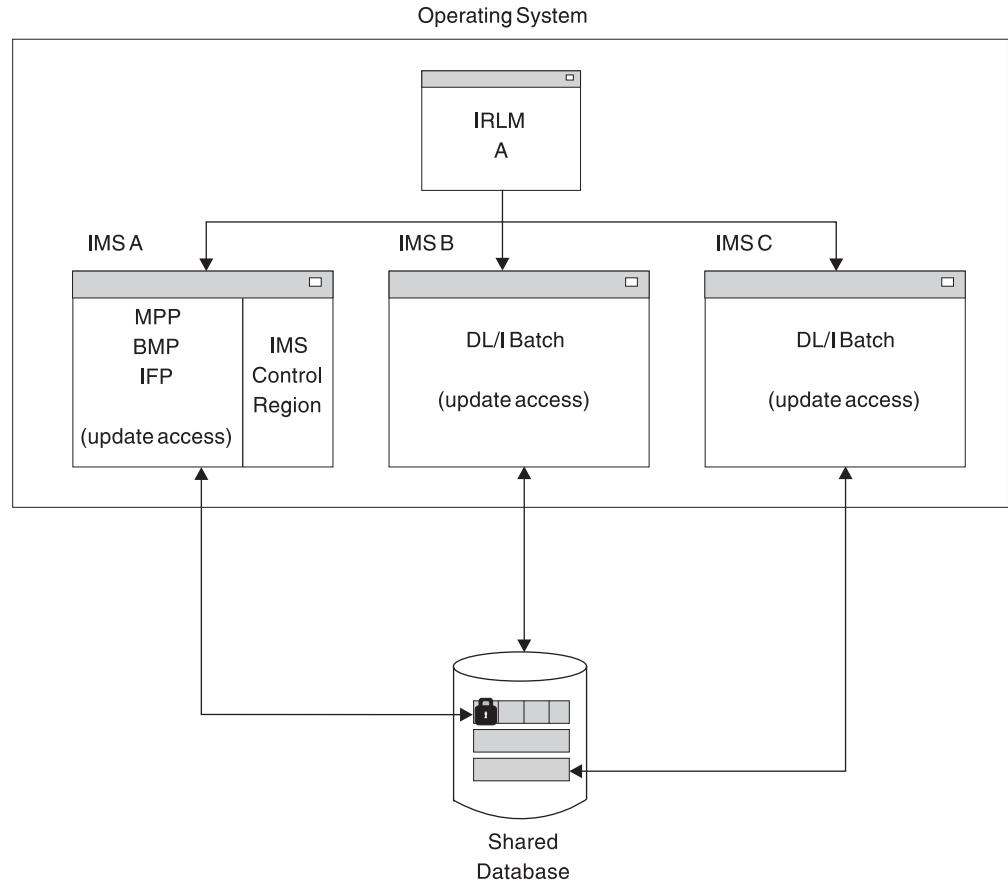 Operating System
IRLM
A
IMS A
IMS B
IMS C
MPP
BMP
IFP
(update access)
IMS
Control
Region
DL/I Batch
(update access)
DL/I Batch
(update access)
Shared
Database